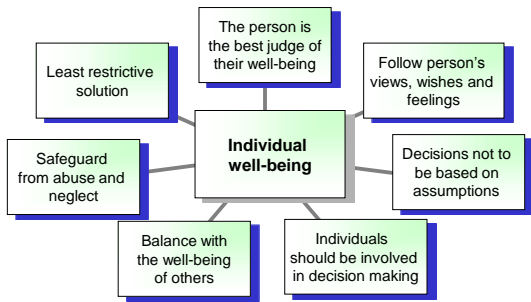 The person is
the best judge of
their well-being
Least restrictive
solution
Follow person's
views, wishes and
feelings
Individual
well-being
Safeguard
from abuse and
neglect
Decisions not to
be based on
assumptions
Balance with
the well-being
of others
Individuals
should be involved
in decision making